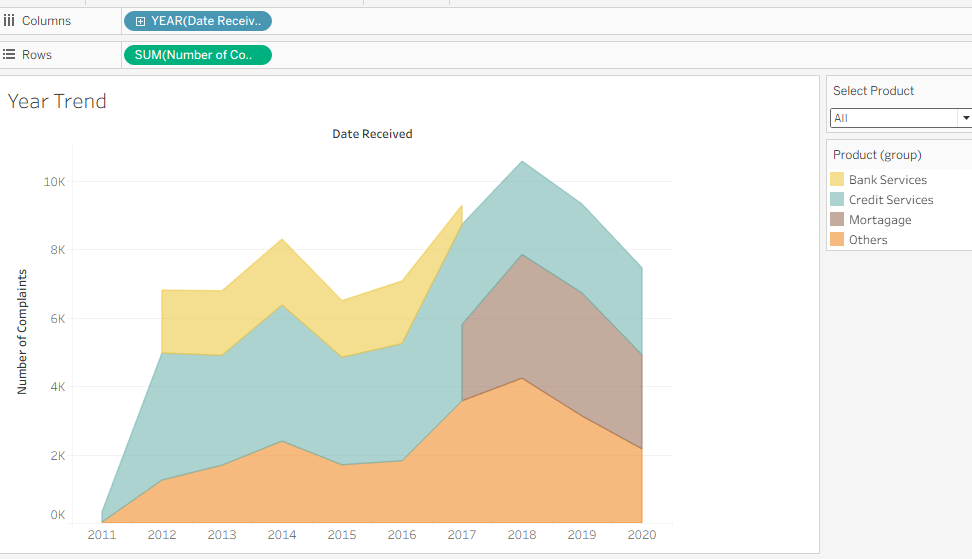 Columns YEAR(Date Receiv..
Rows SUM(Number of Co..
Year Trend
Select Product
All
Date Received
Product (group)
Bank Services
Credit Services
Mortagage
Others
Number of Complaints
10K
8K
6K
4K
2K
0K
2011 2012 2013 2014 2015 2016 2017 2018 2019 2020